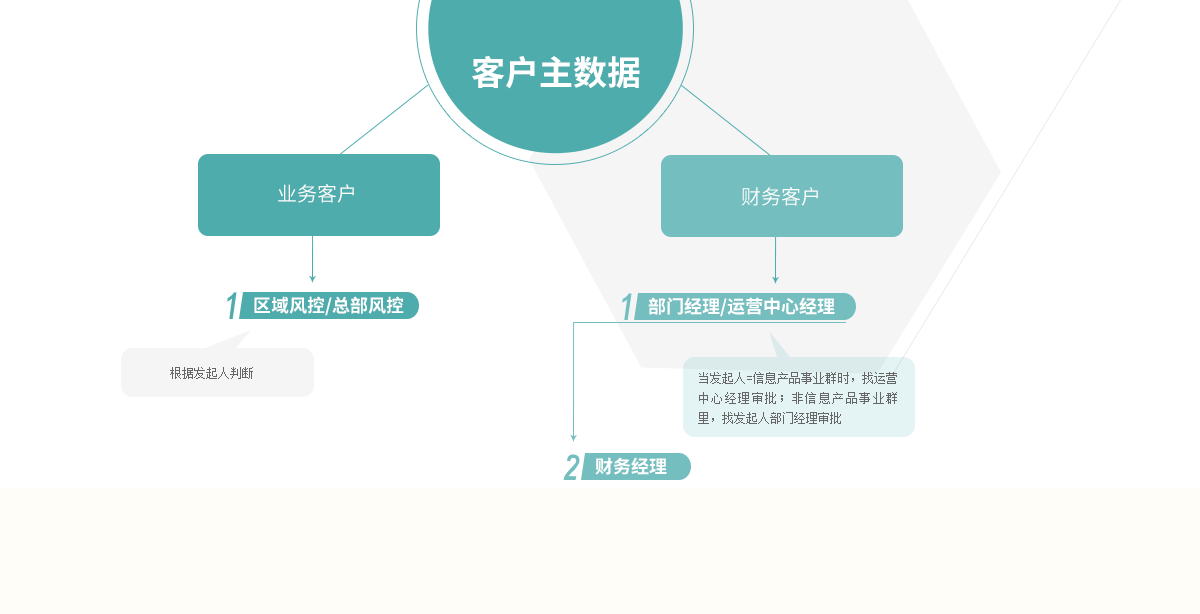 客户主数据
业务客户
财务客户
1 区域风控/总部风控
1 部门经理/运营中心经理
根据发起人判断
当发起人=信息产品事业群时，找运营
中心经理审批；非信息产品事业群
里，找发起人部门经理审批
2 财务经理